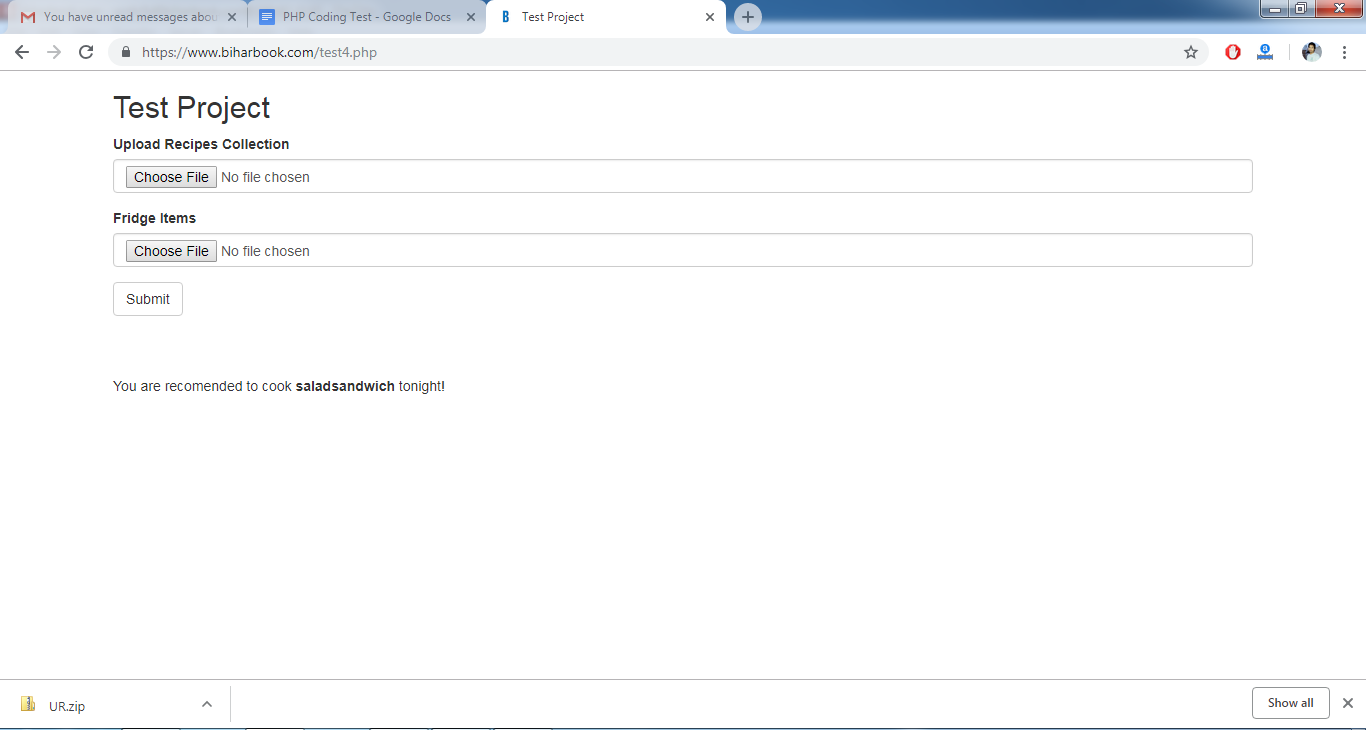 You have unread messages abou
PHP Coding Test - Google Docs
Test Project
https://www.biharbook.com/test4.php
Test Project
Upload Recipes Collection
Choose File No file chosen
Fridge Items
Choose File No file chosen
Submit
You are recomended to cook saladsandwich tonight!
UR.zip
Show all